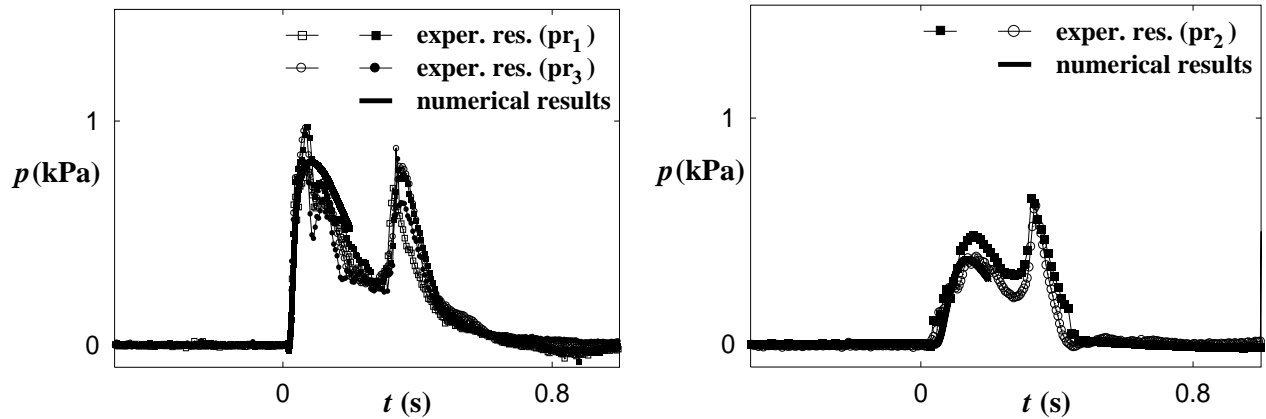 exper. res. (pr1)
exper. res. (pr3)
numerical results
1
p (kPa)
0
0
0.8
t (s)
exper. res. (pr2)
numerical results
1
p (kPa)
0
0
0.8
t (s)